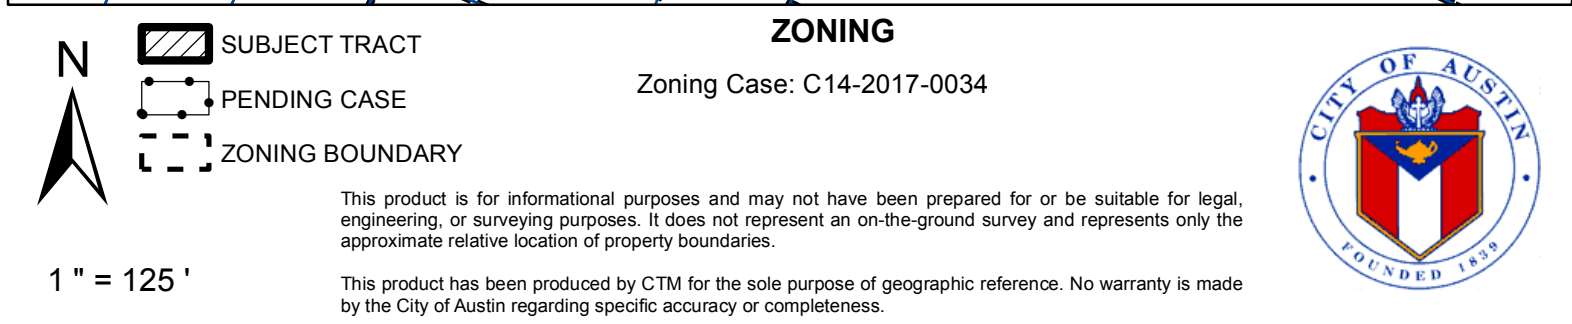 ZONING
Zoning Case: C14-2017-0034
N
SUBJECT TRACT
PENDING CASE
ZONING BOUNDARY
1 " = 125 '
This product is for informational purposes and may not have been prepared for or be suitable for legal,
engineering, or surveying purposes. It does not represent an on-the-ground survey and represents only the
approximate relative location of property boundaries.
This product has been produced by CTM for the sole purpose of geographic reference. No warranty is made
by the City of Austin regarding specific accuracy or completeness.
CITY OF AUSTIN
FOUNDED 1839